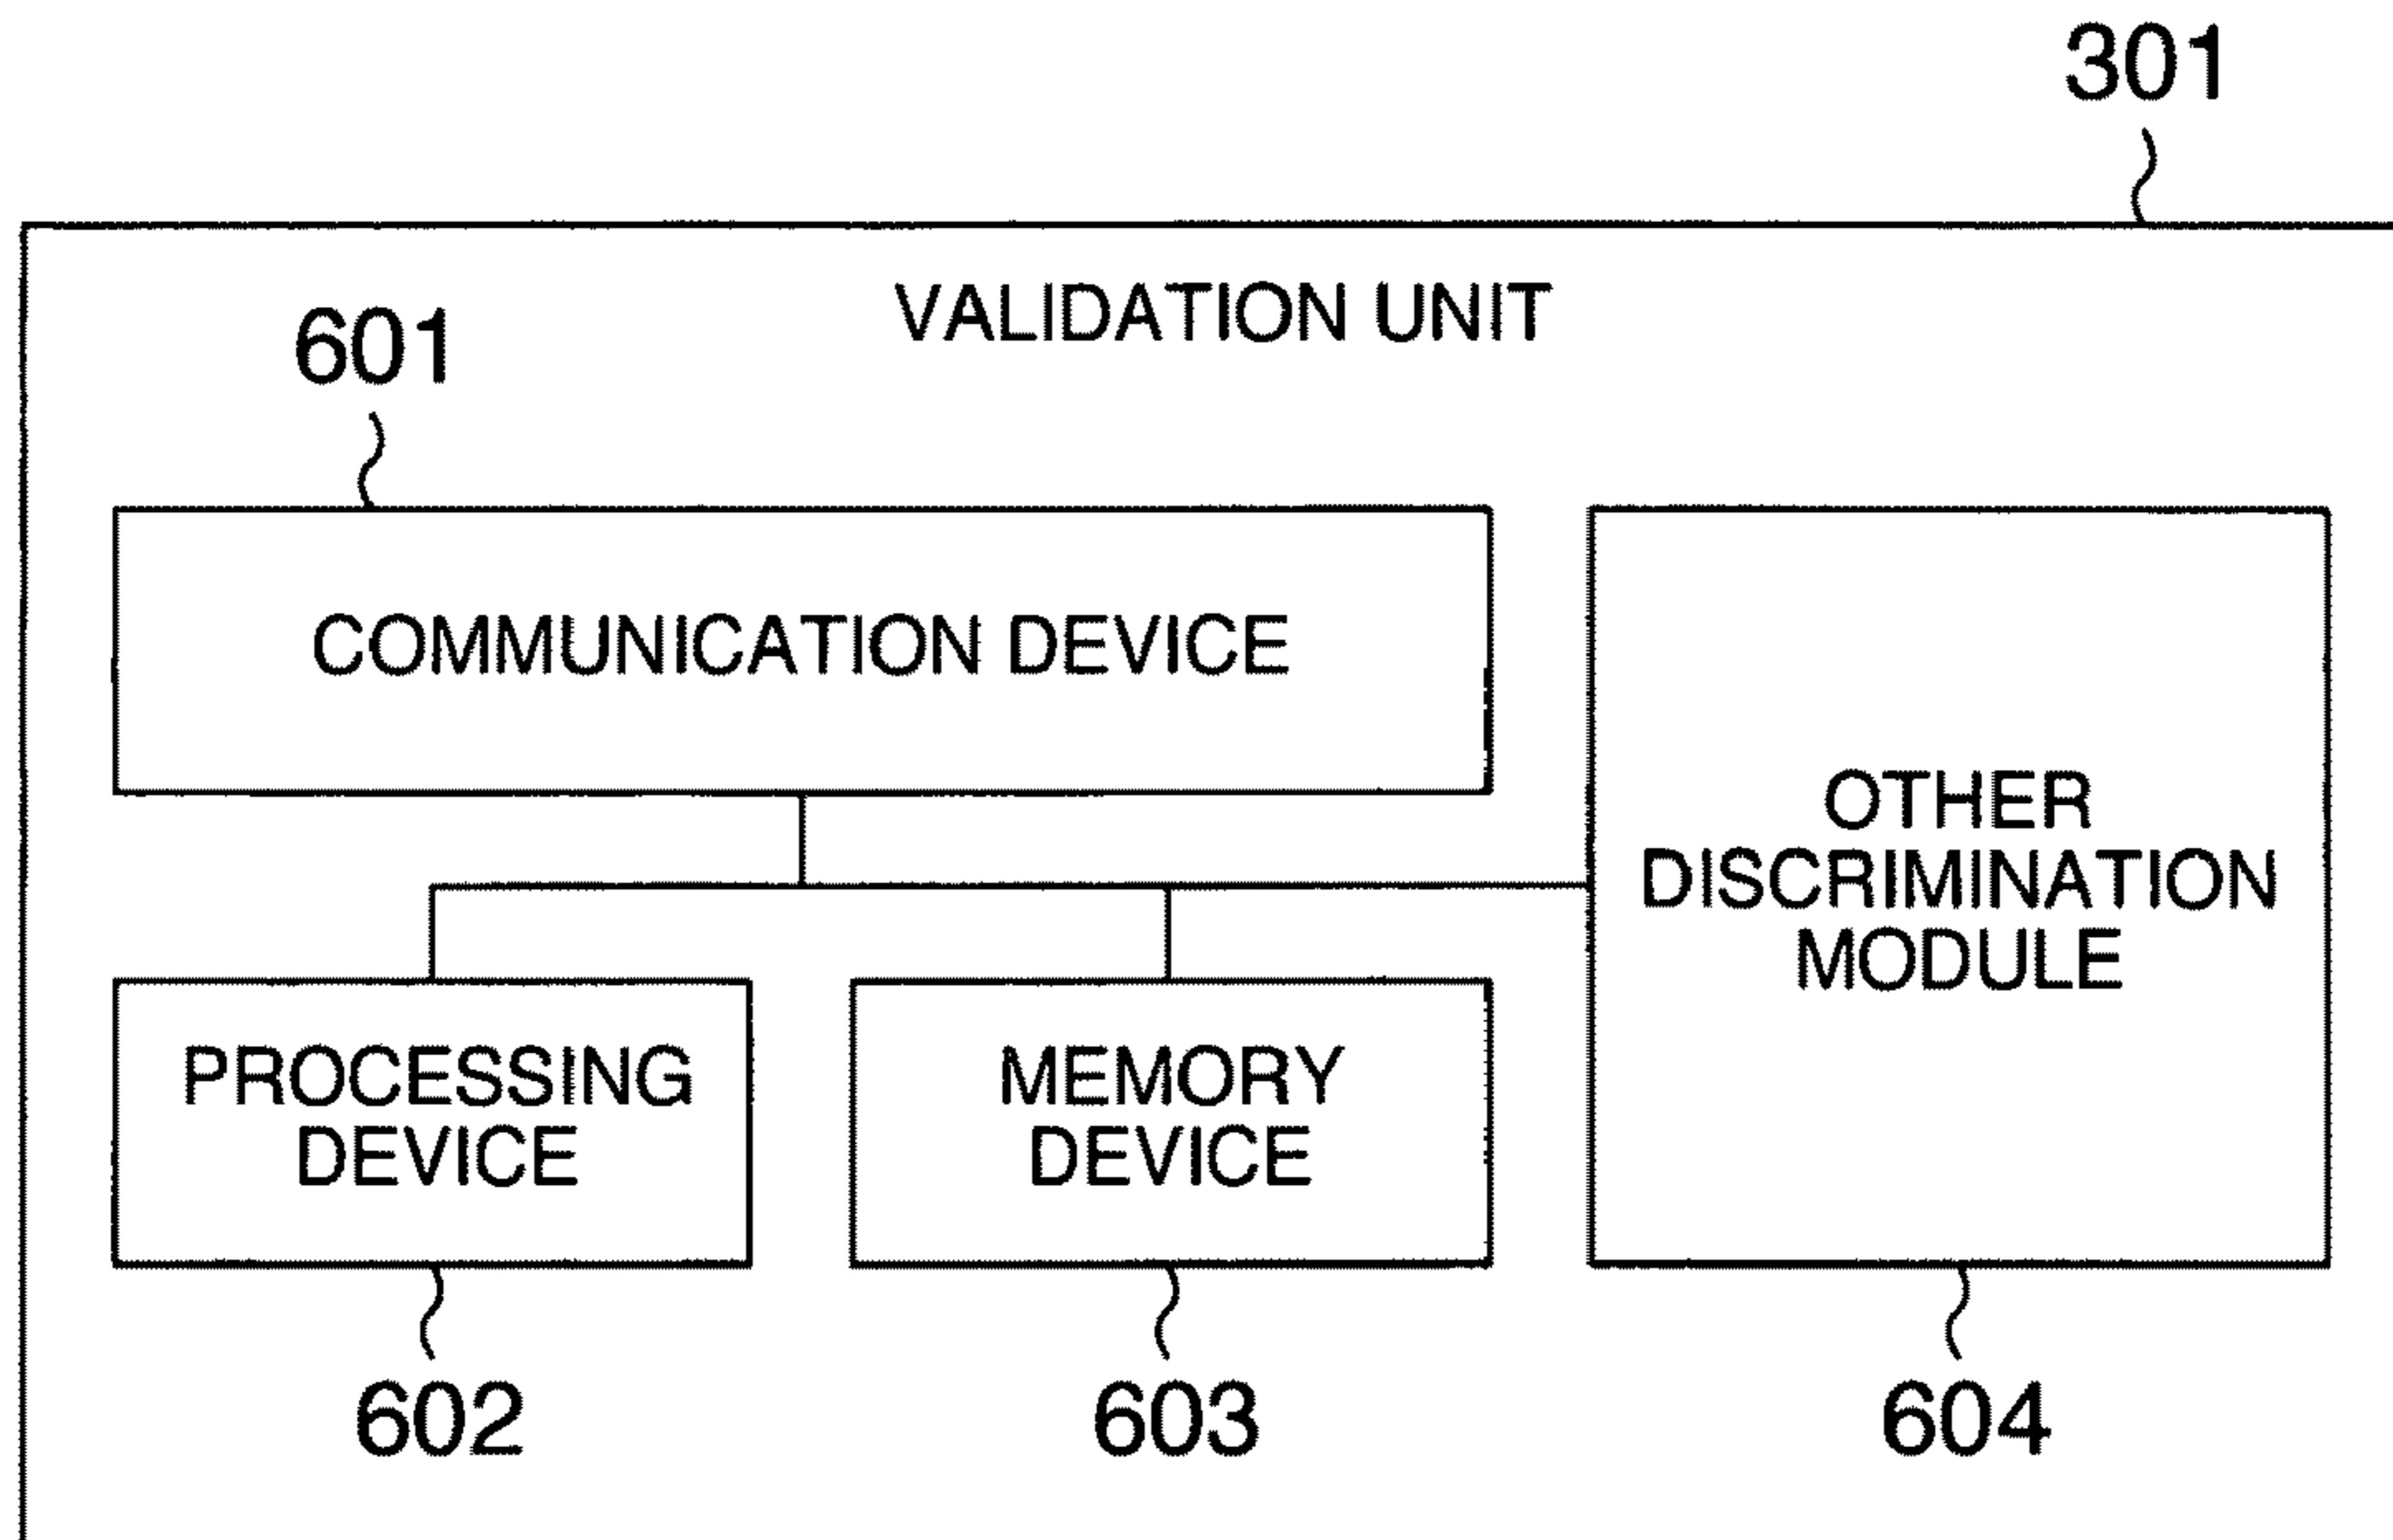 301
VALIDATION UNIT
601
COMMUNICATION DEVICE
OTHER
DISCRIMINATION
MODULE
PROCESSING
DEVICE
MEMORY
DEVICE
602
603
604